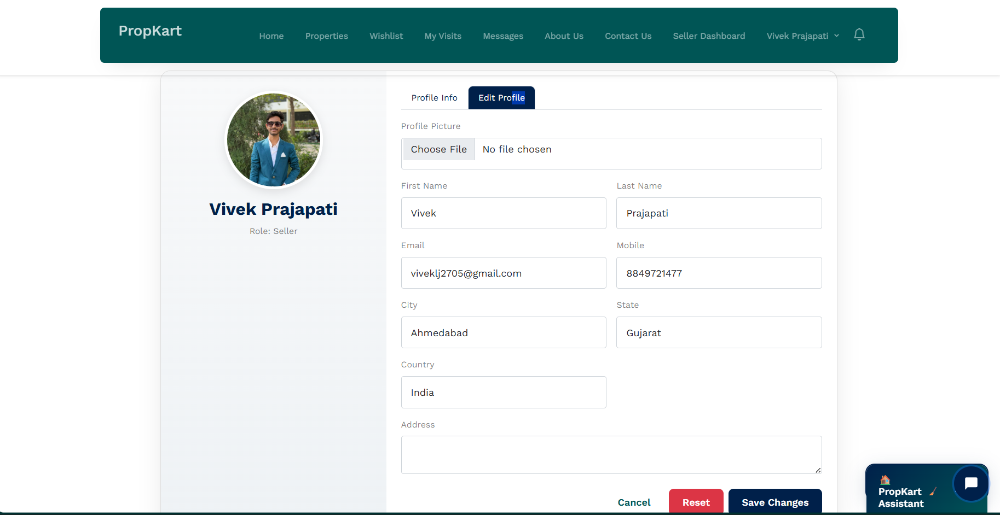 PropKart
Home Properties Wishlist My Visits Messages About Us Contact Us Seller Dashboard Vivek Prajapati
Vivek Prajapati
Role: Seller
Profile Info Edit Profile
Profile Picture
Choose File No file chosen
First Name Last Name
Vivek Prajapati
Email Mobile
viveklj2705@gmail.com 8849721477
City State
Ahmedabad Gujarat
Country
India
Address
Cancel Reset Save Changes
PropKart
Assistant